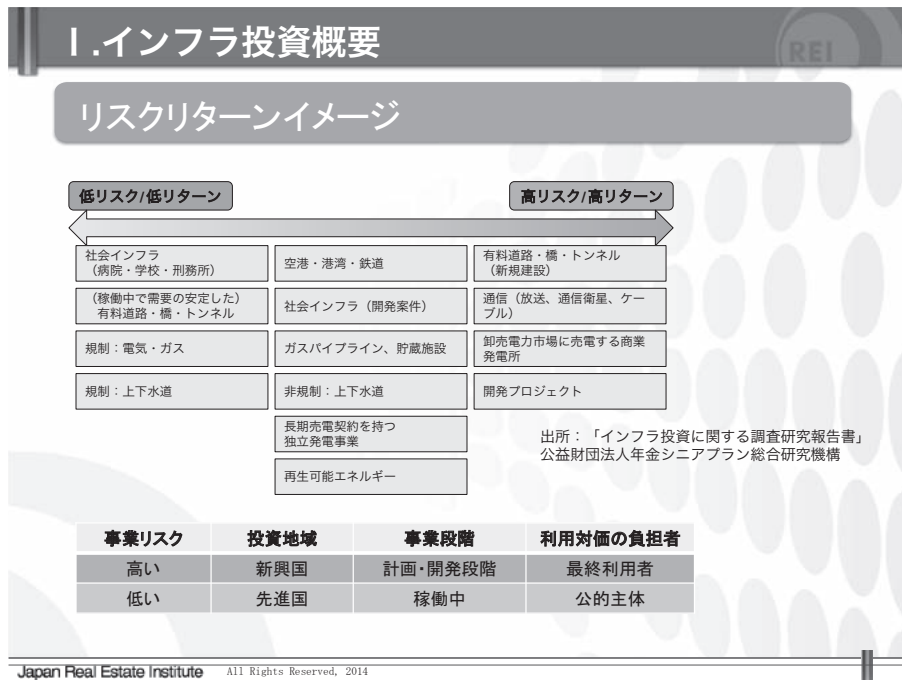 Ⅰ.インフラ投資概要
REI
リスクリターンイメージ
低リスク/低リターン
高リスク/高リターン
社会インフラ
（病院・学校・刑務所）
（稼働中で需要の安定した）
有料道路・橋・トンネル
規制：電気・ガス
規制：上下水道
空港・港湾・鉄道
社会インフラ（開発案件）
ガスパイプライン、貯蔵施設
非規制：上下水道
長期売電契約を持つ
独立発電事業
再生可能エネルギー
有料道路・橋・トンネル
（新規建設）
通信（放送、通信衛星、ケー
ブル）
卸売電力市場に売電する商業
発電所
開発プロジェクト
出所：「インフラ投資に関する調査研究報告書」
公益財団法人年金シニアプラン総合研究機構
事業リスク 投資地域 事業段階 利用対価の負担者
高い 新興国 計画・開発段階 最終利用者
低い 先進国 稼働中 公的主体
Japan Real Estate Institute All Rights Reserved, 2014